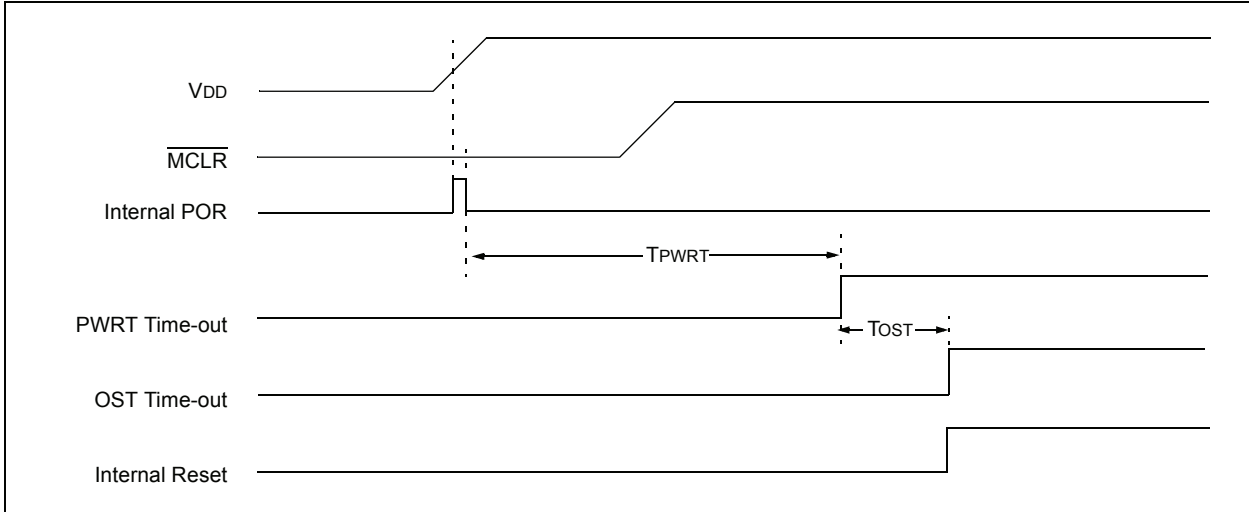 VDD
MCLR
Internal POR
TPWRT
PWRT Time-out
TOST
OST Time-out
Internal Reset